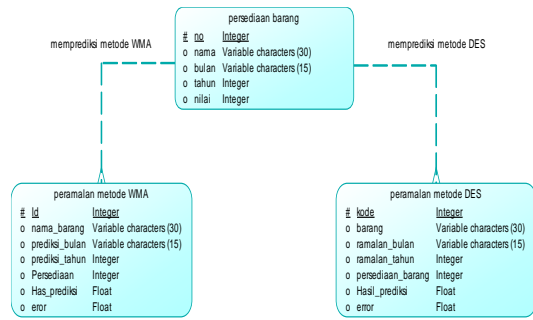 persediaan barang
# no Integer
o nama Variable characters (30)
o bulan Variable characters (15)
o tahun Integer
o nilai Integer
memprediksi metode WMA
memprediksi metode DES
peramalan metode WMA
# Id Integer
o nama_barang Variable characters (30)
o prediksi_bulan Variable characters (15)
o prediksi_tahun Integer
o Persediaan Integer
o Has_prediksi Float
o eror Float
peramalan metode DES
# kode Integer
o barang Variable characters (30)
o ramalan_bulan Variable characters (15)
o ramalan_tahun Integer
o persediaan_barang Integer
o Hasil_prediksi Float
o error Float